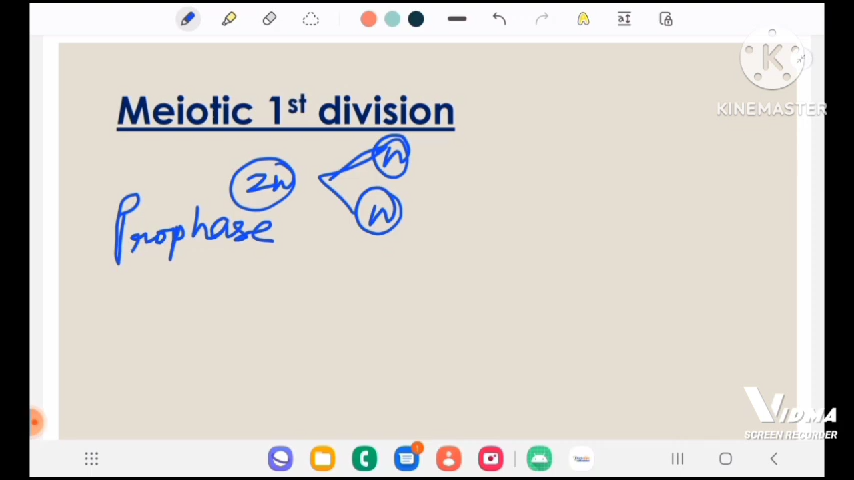 KINEMASTER
Meiotic 1st division
2n
n
n
Prophase
VIDMA
SCREEN RECORDER